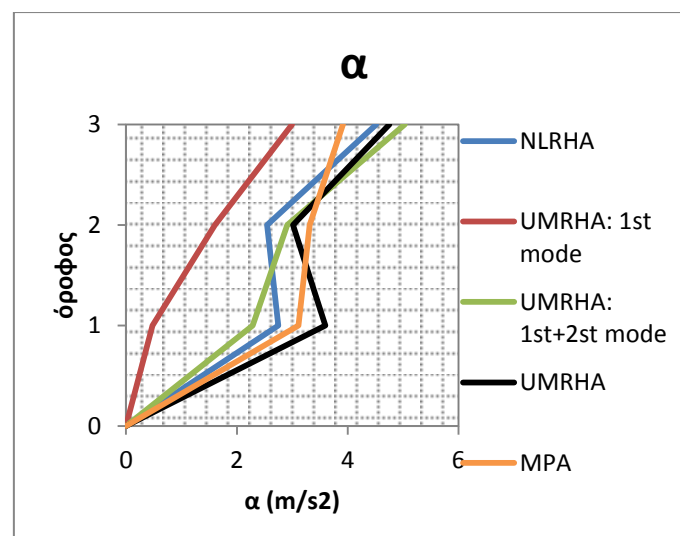 α
3
2
1
0
όροφος
0
2
4
6
α (m/s2)
NLRHA
UMRHA: 1st
mode
UMRHA:
1st+2st mode
UMRHA
MPA